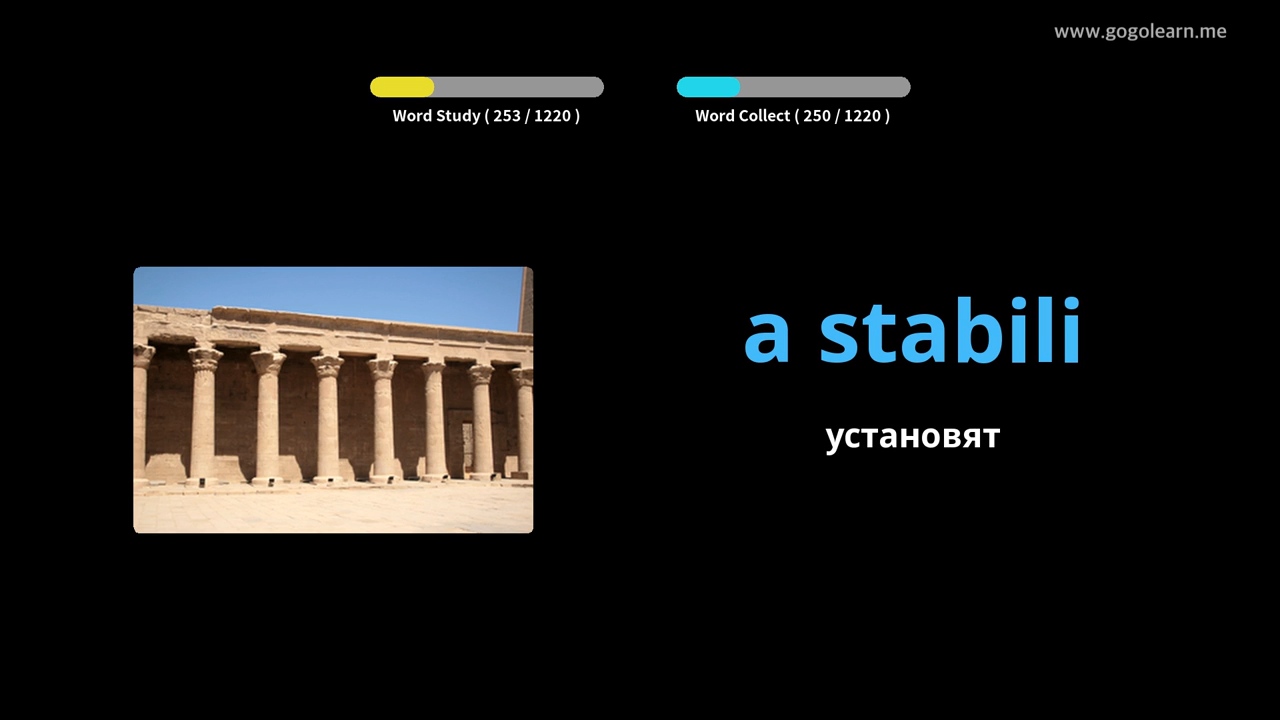 www.gogolearn.me
Word Study ( 253 / 1220 )
Word Collect ( 250 / 1220 )
a stabili
установят